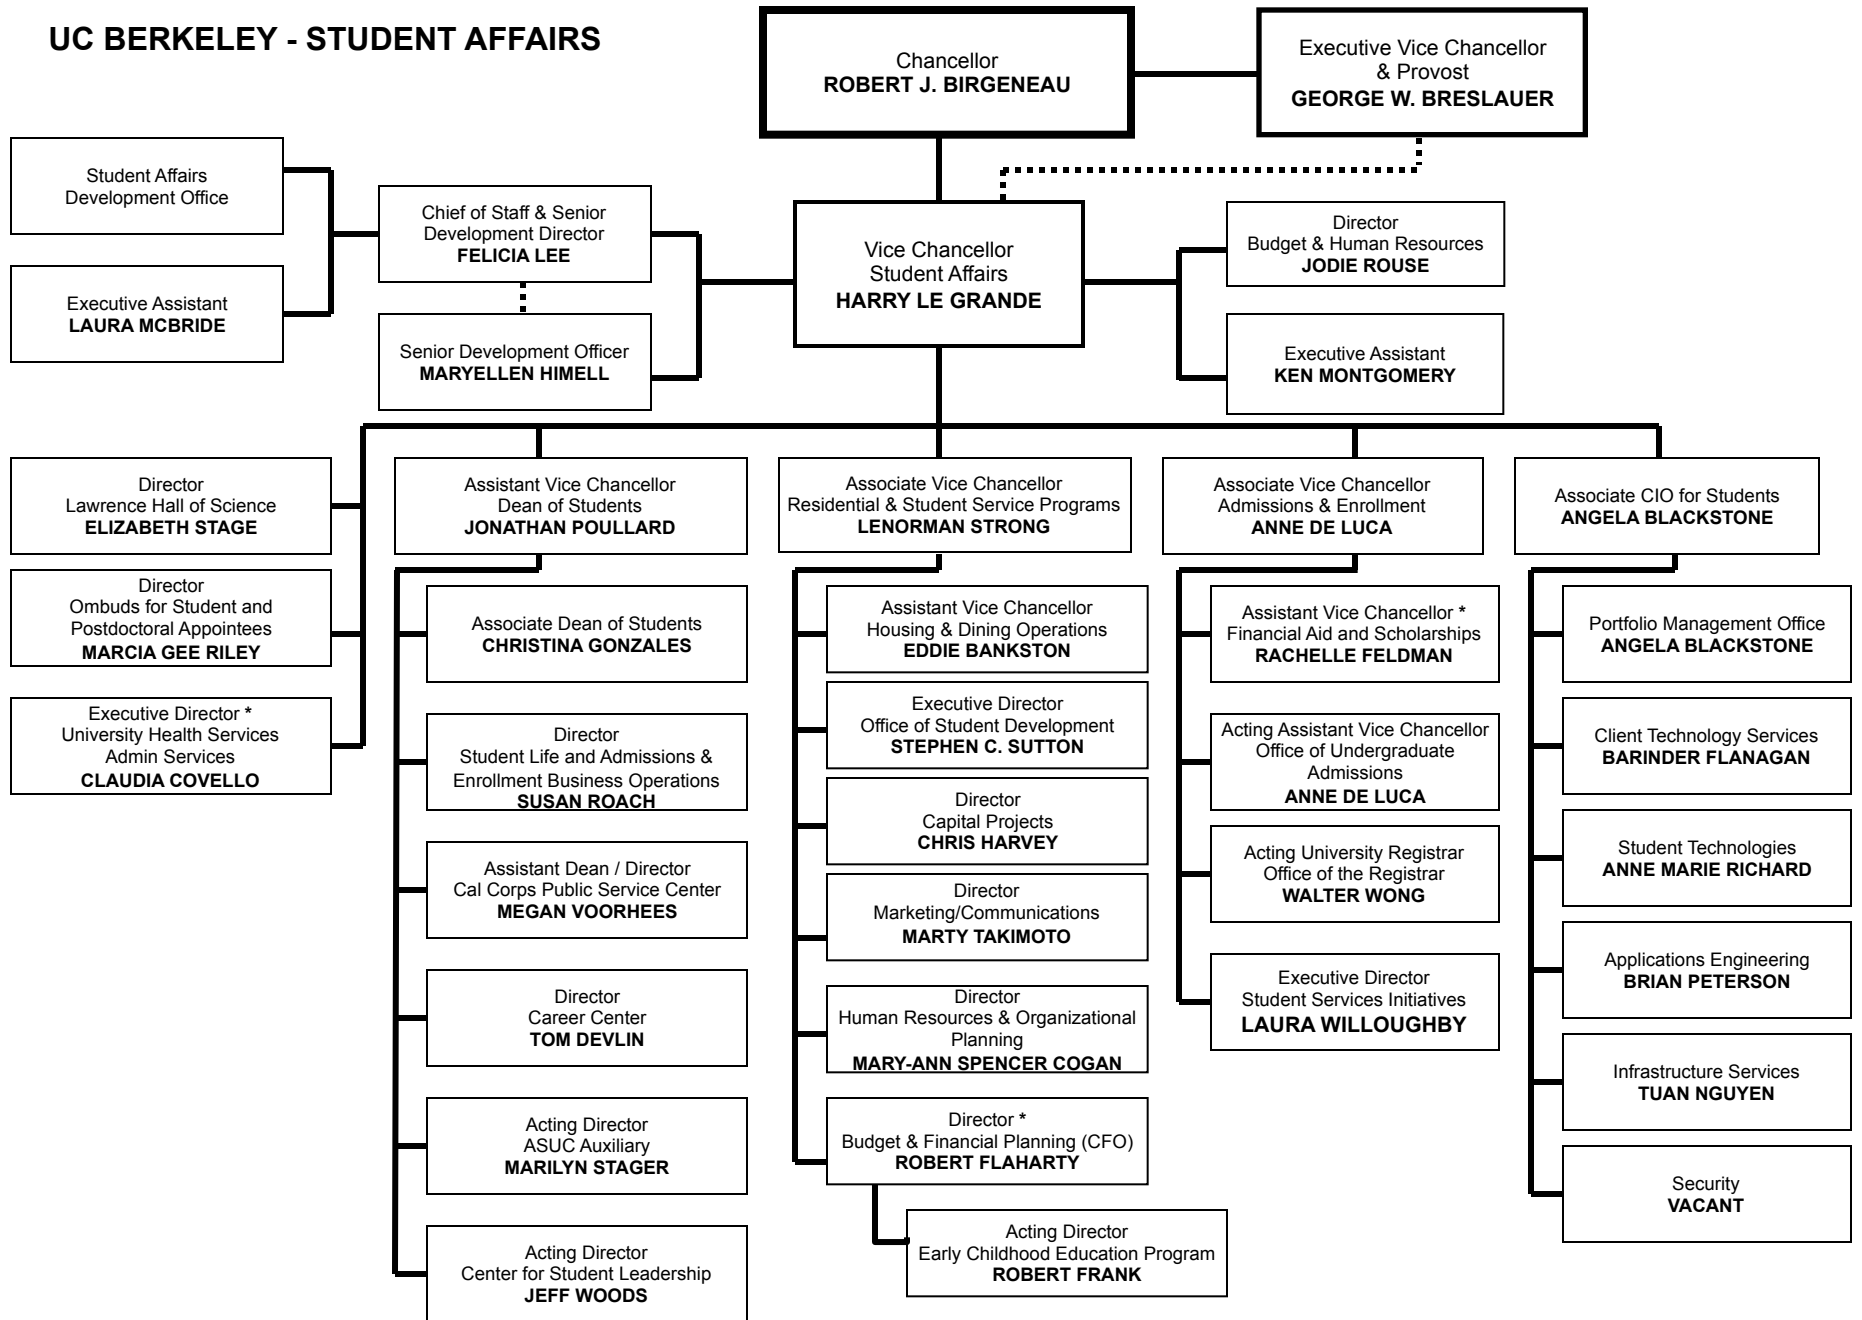 UC BERKELEY - STUDENT AFFAIRS
Chancellor
ROBERT J. BIRGENEAU
Executive Vice Chancellor
& Provost
GEORGE W. BRESLAUER
Student Affairs
Development Office
Executive Assistant
LAURA MCBRIDE
Chief of Staff & Senior
Development Director
FELICIA LEE
Senior Development Officer
MARYELLEN HIMELL
Vice Chancellor
Student Affairs
HARRY LE GRANDE
Director
Budget & Human Resources
JODIE ROUSE
Executive Assistant
KEN MONTGOMERY
Director
Lawrence Hall of Science
ELIZABETH STAGE
Director
Ombuds for Student and
Postdoctoral Appointees
MARCIA GEE RILEY
Executive Director *
University Health Services
Admin Services
CLAUDIA COVELLO
Assistant Vice Chancellor
Dean of Students
JONATHAN POULLARD
Associate Dean of Students
CHRISTINA GONZALES
Director
Student Life and Admissions &
Enrollment Business Operations
SUSAN ROACH
Assistant Dean / Director
Cal Corps Public Service Center
MEGAN VOORHEES
Director
Career Center
TOM DEVLIN
Acting Director
ASUC Auxiliary
MARILYN STAGER
Acting Director
Center for Student Leadership
JEFF WOODS
Associate Vice Chancellor
Residential & Student Service Programs
LENORMAN STRONG
Assistant Vice Chancellor
Housing & Dining Operations
EDDIE BANKSTON
Executive Director
Office of Student Development
STEPHEN C. SUTTON
Director
Capital Projects
CHRIS HARVEY
Director
Marketing/Communications
MARTY TAKIMOTO
Director
Human Resources & Organizational
Planning
MARY-ANN SPENCER COGAN
Director *
Budget & Financial Planning (CFO)
ROBERT FLAHARTY
Acting Director
Early Childhood Education Program
ROBERT FRANK
Associate Vice Chancellor
Admissions & Enrollment
ANNE DE LUCA
Assistant Vice Chancellor *
Financial Aid and Scholarships
RACHELLE FELDMAN
Acting Assistant Vice Chancellor
Office of Undergraduate
Admissions
ANNE DE LUCA
Acting University Registrar
Office of the Registrar
WALTER WONG
Executive Director
Student Services Initiatives
LAURA WILLOUGHBY
Associate CIO for Students
ANGELA BLACKSTONE
Portfolio Management Office
ANGELA BLACKSTONE
Client Technology Services
BARINDER FLANAGAN
Student Technologies
ANNE MARIE RICHARD
Applications Engineering
BRIAN PETERSON
Infrastructure Services
TUAN NGUYEN
Security
VACANT